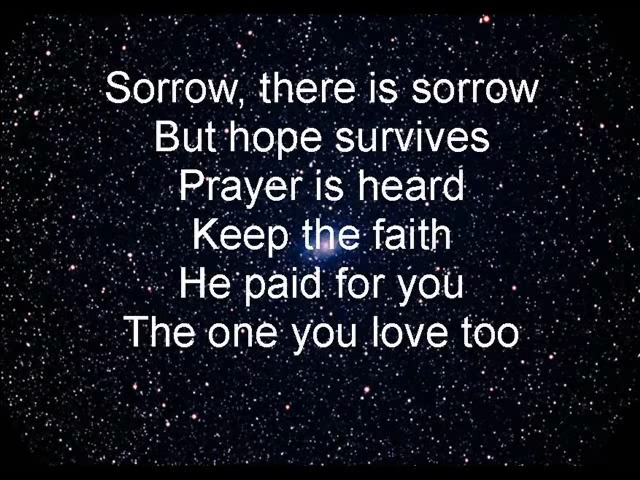 Sorrow, there is sorrow
But hope survives
Prayer is heard
Keep the faith
He paid for you
The one you love too